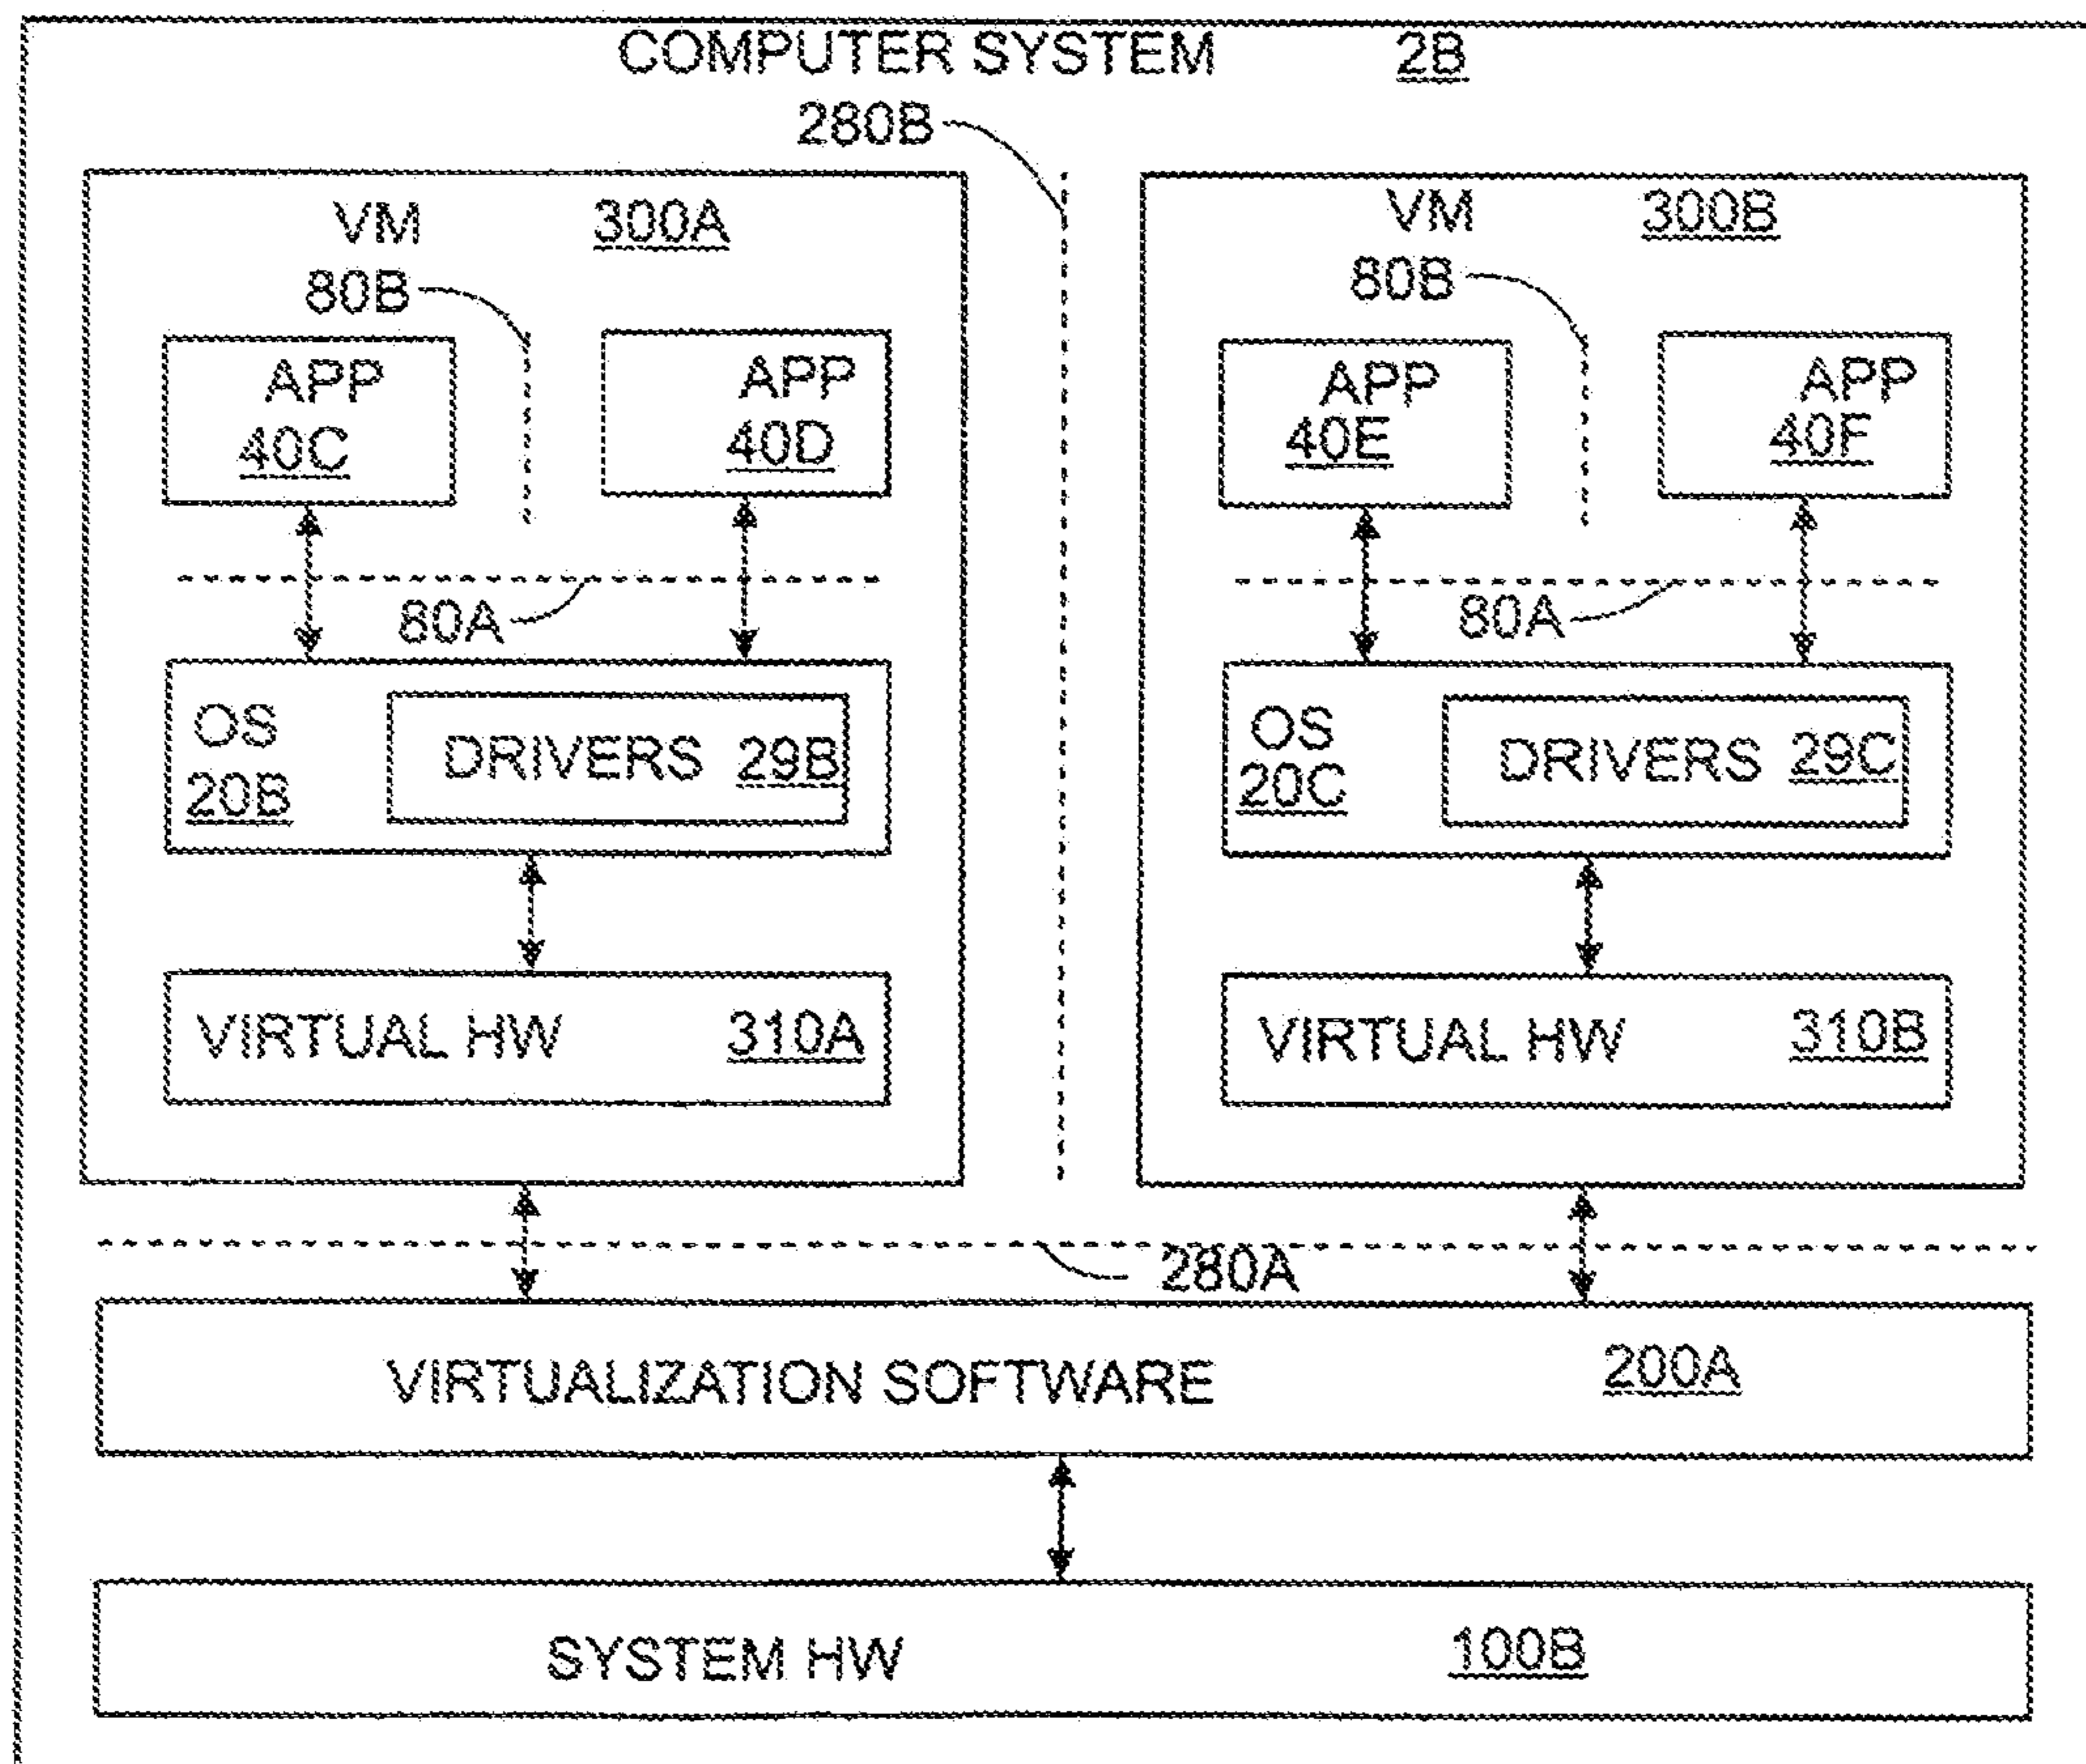 COMPUTER SYSTEM 2B
280B
VM 300A
80B
APP
40C
APP
40D
80A
OS
20B
DRIVERS 29B
VIRTUAL HW 310A
VM 300B
80B
APP
40E
APP
40F
80A
OS
20C
DRIVERS 29C
VIRTUAL HW 310B
280A
VIRTUALIZATION SOFTWARE 200A
SYSTEM HW 100B